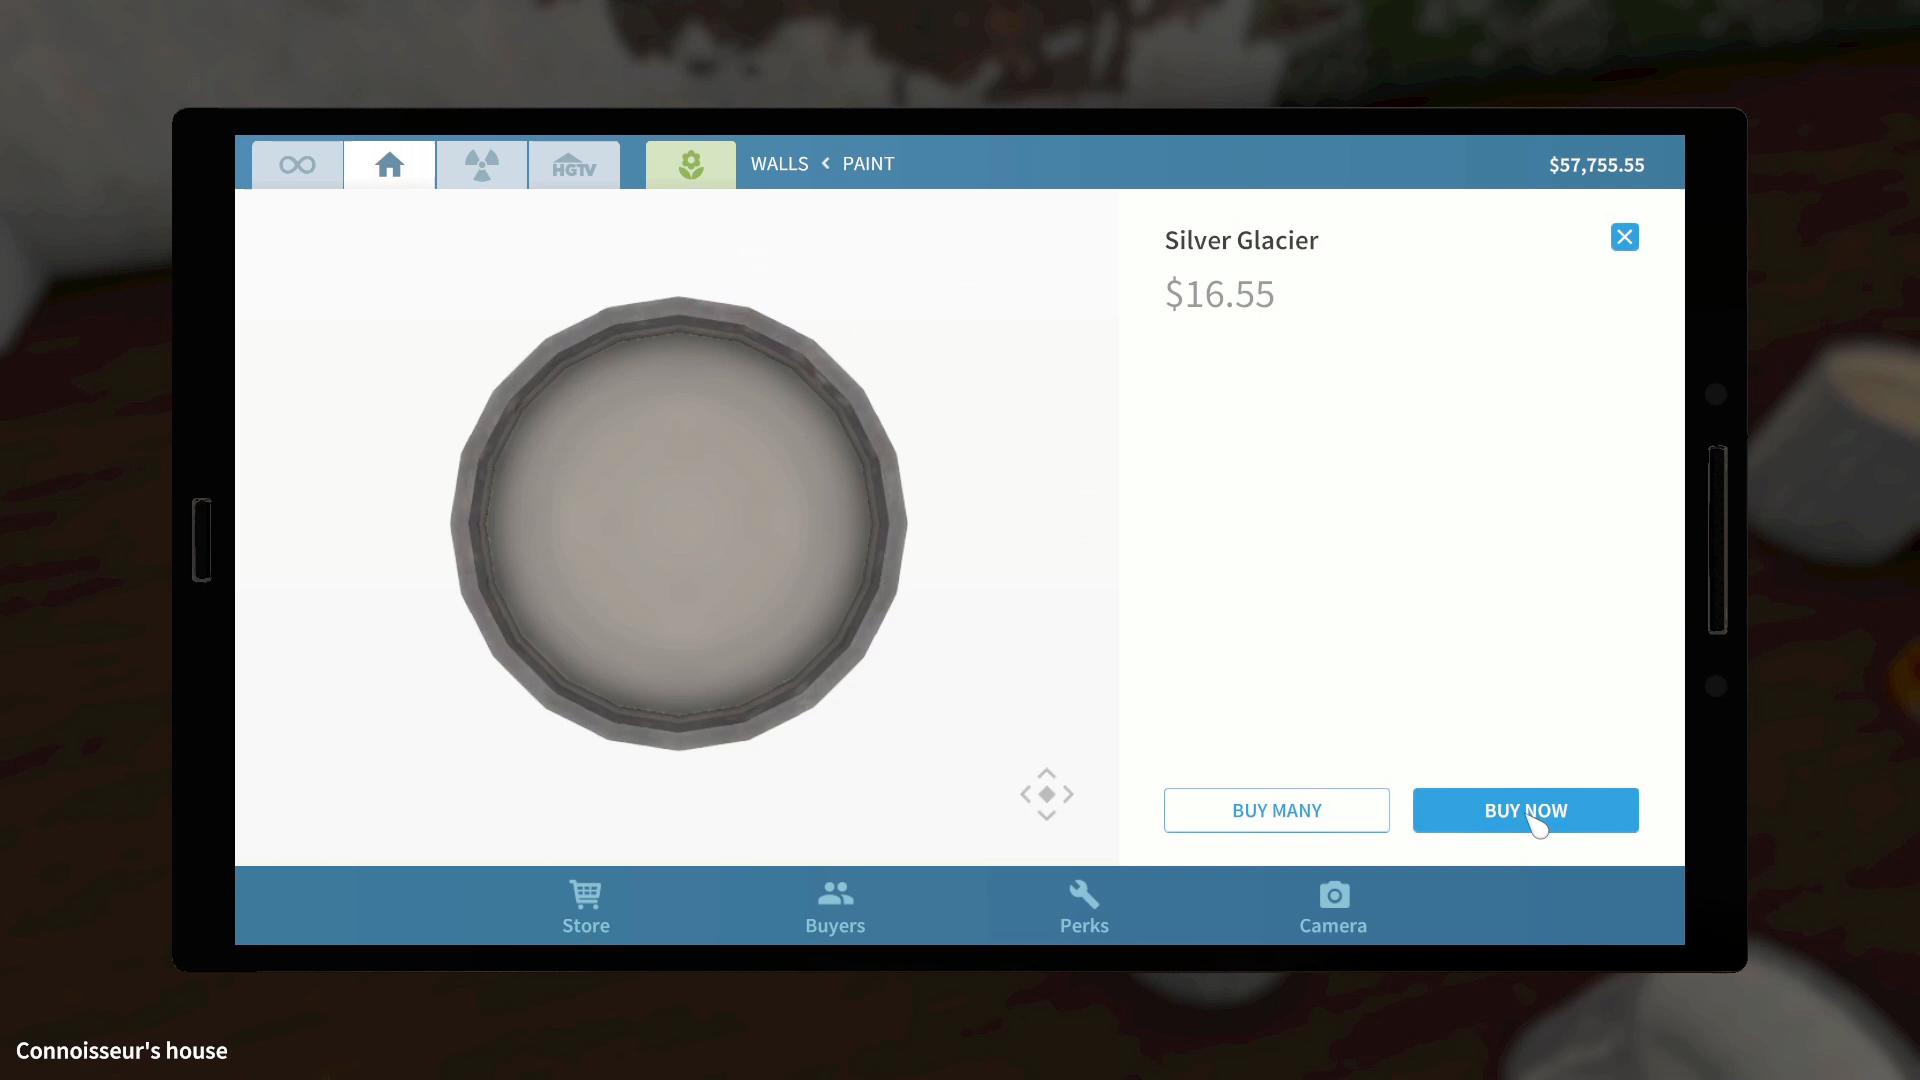 HGTV
WALLS < PAINT
$57,755.55
Silver Glacier
$16.55
BUY MANY
BUY NOW
Store
Buyers
Perks
Camera
Connoisseur's house